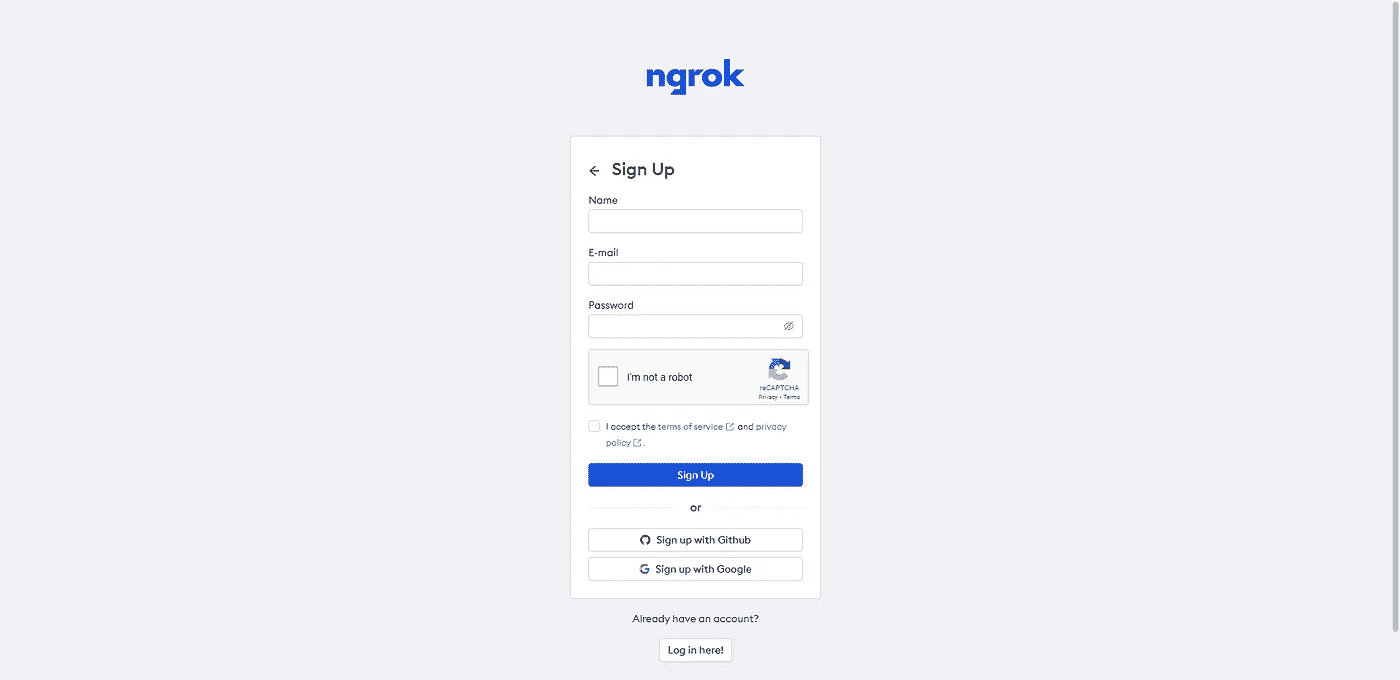 ngrok
Sign Up
Name
E-mail
Password
I'm not a robot
reCAPTCHA
Privacy - Terms
I accept the terms of service and privacy
policy .
Sign Up
or
Sign up with Github
Sign up with Google
Already have an account?
Log in here!